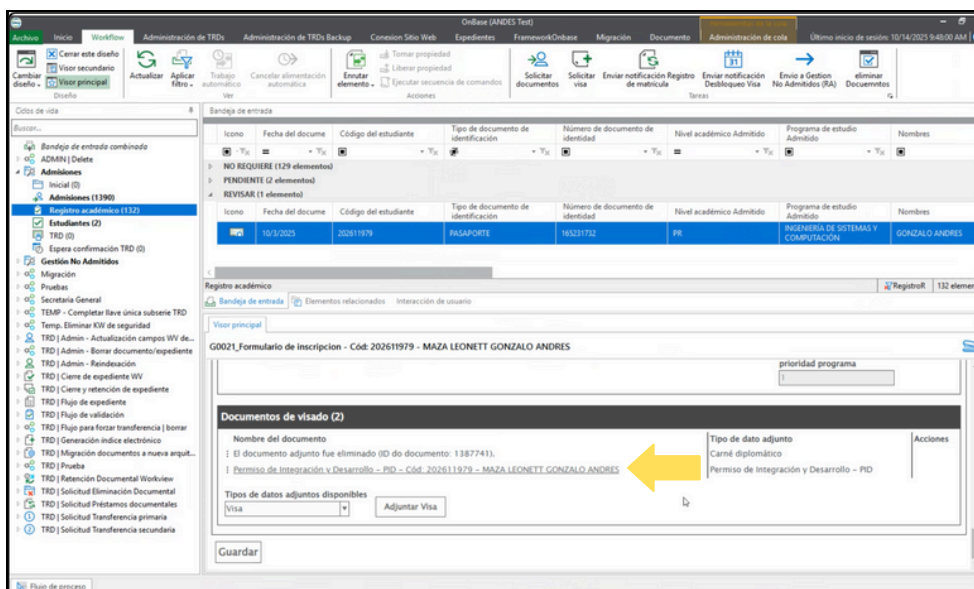 OnBase (ANDES Test)
Archivo Inicio Workflow Administración de TRDs Administración de TRDs Backup Conexion Sitio Web Expedientes FrameworkOnbase Migración Documento Administración de cola Último inicio de sesión: 10/14/2025 9:48:00 AM
Cambiar diseño
Cerrar este diseño
Visor secundario
Visor principal
Actualizar
Aplicar filtro
Trabajo automático
Cancelar alimentación automática
Enrutar elemento
Tomar propiedad
Liberar propiedad
Ejecutar secuencia de comandos
Solicitar documentos
Solicitar visa
Enviar notificación Registro de matrícula
Enviar notificación Desbloqueo Visa
Envio a Gestion No Admitidos (RA)
eliminar Docuemntos
Diseño Ver Acciones Tareas
Ciclos de vida
Buscar...
Bandeja de entrada combinada
ADMIN | Delete
Admisiones
Inicial (0)
Admisiones (1390)
Registro académico (132)
Estudiantes (2)
TRD (0)
Espera confirmación TRD (0)
Gestión No Admitidos
Migración
Pruebas
Secretaria General
TEMP - Completar llave única subserie TRD
Temp. Eliminar KW de seguridad
TRD | Admin - Actualización campos WV de...
TRD | Admin - Borrar documento/expediente
TRD | Admin - Reindexación
TRD | Cierre de expediente WV
TRD | Cierre y retención de expediente
TRD | Flujo de expediente
TRD | Flujo de validación
TRD | Flujo para forzar transferencia | borrar
TRD | Generación índice electrónico
TRD | Migración documentos a nueva arquit...
TRD | Prueba
TRD | Retención Documental Workview
TRD | Solicitud Eliminación Documental
TRD | Solicitud Préstamos documentales
TRD | Solicitud Transferencia primaria
TRD | Solicitud Transferencia secundaria
Flujo de proceso
Bandeja de entrada
Icono Fecha del docume Código del estudiante Tipo de documento de identificación Número de documento de identidad Nivel académico Admitido Programa de estudio Admitido Nombres
NO REQUIERE (129 elementos)
PENDIENTE (2 elementos)
REVISAR (1 elemento)
Icono Fecha del docume Código del estudiante Tipo de documento de identificación Número de documento de identidad Nivel académico Admitido Programa de estudio Admitido Nombres
10/3/2025 202611979 PASAPORTE 165231732 PR INGENIERÍA DE SISTEMAS Y COMPUTACIÓN GONZALO ANDRES
Registro académico RegistroR 132 elemen
Bandeja de entrada Elementos relacionados Interacción de usuario
Visor principal
G0021_Formulario de inscripcion - Cód: 202611979 - MAZA LEONETT GONZALO ANDRES
prioridad programa
1
Documentos de visado (2)
Nombre del documento Tipo de dato adjunto Acciones
El documento adjunto fue eliminado (ID do documento: 1387741). Carné diplomático
Permiso de Integración y Desarrollo – PID – Cód: 202611979 – MAZA LEONETT GONZALO ANDRES Permiso de Integración y Desarrollo – PID
Tipos de datos adjuntos disponibles
Visa Adjuntar Visa
Guardar